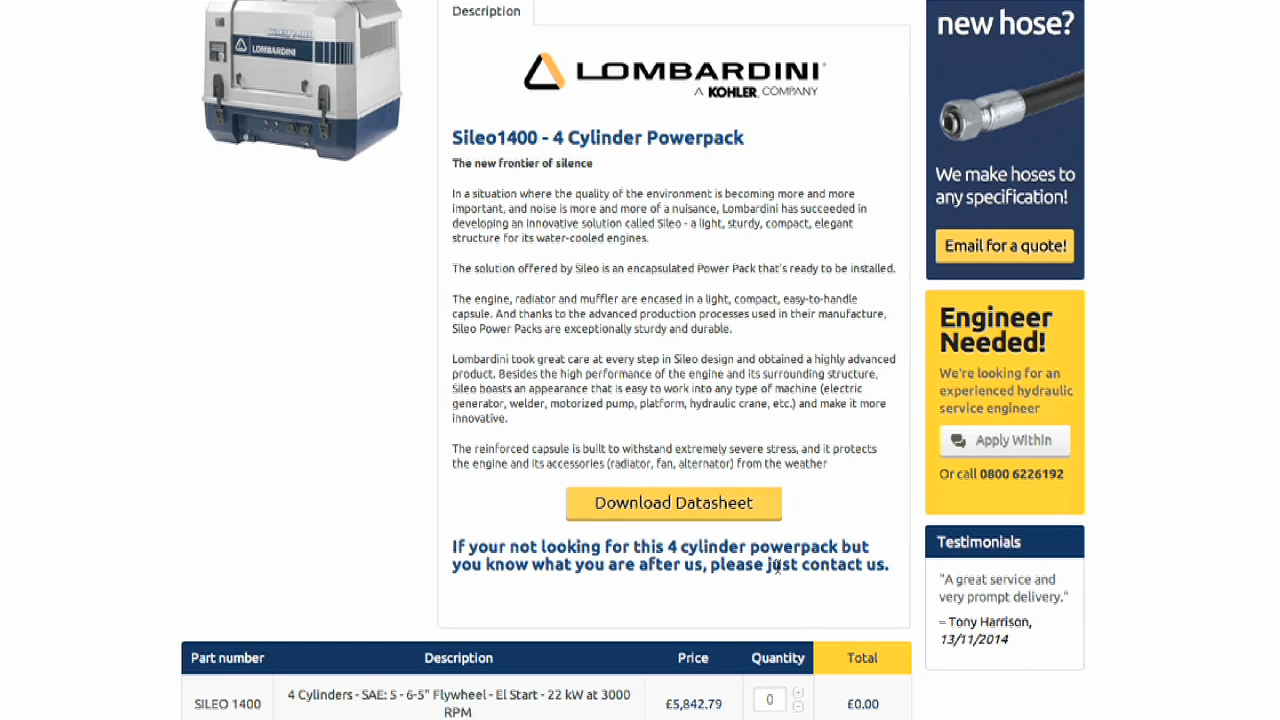 Description
LOMBARDINI
A KOHLER COMPANY
LOMBARDINI
Sileo1400 - 4 Cylinder Powerpack
The new frontier of silence
In a situation where the quality of the environment is becoming more and more
important, and noise is more and more of a nuisance, Lombardini has succeeded in
developing an innovative solution called Sileo - a light, sturdy, compact, elegant
structure for its water-cooled engines.
The solution offered by Sileo is an encapsulated Power Pack that's ready to be installed.
The engine, radiator and muffler are encased in a light, compact, easy-to-handle
capsule. And thanks to the advanced production processes used in their manufacture,
Sileo Power Packs are exceptionally sturdy and durable.
Lombardini took great care at every step in Sileo design and obtained a highly advanced
product. Besides the high performance of the engine and its surrounding structure,
Sileo boasts an appearance that is easy to work into any type of machine (electric
generator, welder, motorized pump, platform, hydraulic crane, etc.) and make it more
innovative.
The reinforced capsule is built to withstand extremely severe stress, and it protects
the engine and its accessories (radiator, fan, alternator) from the weather
Download Datasheet
If your not looking for this 4 cylinder powerpack but
you know what you are after us, please just contact us.
new hose?
We make hoses to
any specification!
Email for a quote!
Engineer
Needed!
We're looking for an
experienced hydraulic
service engineer
Apply Within
Or call 0800 6226192
Testimonials
"A great service and
very prompt delivery."
– Tony Harrison,
13/11/2014
Part number Description Price Quantity Total
SILEO 1400 4 Cylinders - SAE: 5 - 6-5" Flywheel - El Start - 22 kW at 3000 RPM £5,842.79 0 £0.00